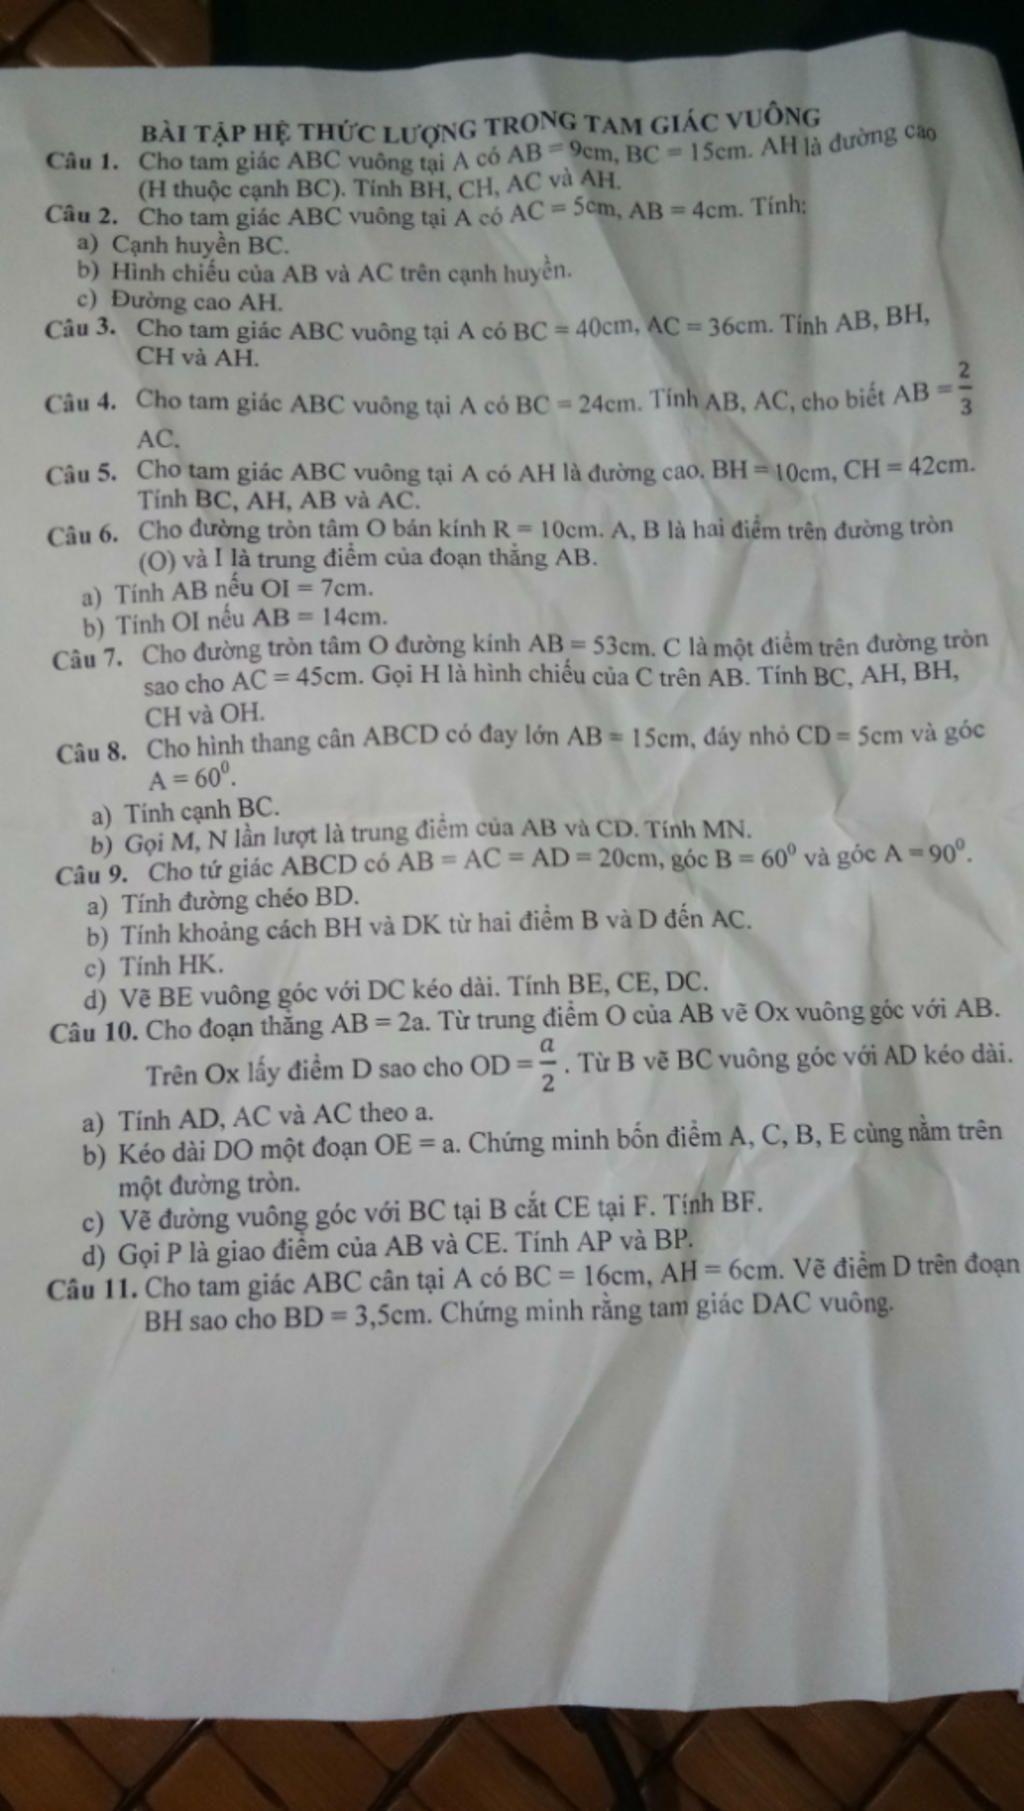 BÀI TẬP HỆ THỨC LƯỢNG TRONG TAM GIÁC VUÔNG
Câu 1. Cho tam giác ABC vuông tại A có AB = 9cm, BC = 15cm. AH là đường cao
(H thuộc cạnh BC). Tính BH, CH, AC và AH.
Câu 2. Cho tam giác ABC vuông tại A có AC = 5cm, AB = 4cm. Tính:
a) Cạnh huyền BC.
b) Hình chiếu của AB và AC trên cạnh huyền.
c) Đường cao AH.
Câu 3. Cho tam giác ABC vuông tại A có BC = 40cm, AC = 36cm. Tính AB, BH,
CH và AH.
Câu 4. Cho tam giác ABC vuông tại A có BC = 24cm. Tính AB, AC, cho biết AB = 2/3
AC.
Câu 5. Cho tam giác ABC vuông tại A có AH là đường cao. BH = 10cm, CH = 42cm.
Tính BC, AH, AB và AC.
Câu 6. Cho đường tròn tâm O bán kính R = 10cm. A, B là hai điểm trên đường tròn
(O) và I là trung điểm của đoạn thẳng AB.
a) Tính AB nếu OI = 7cm.
b) Tính OI nếu AB = 14cm.
Câu 7. Cho đường tròn tâm O đường kính AB = 53cm. C là một điểm trên đường tròn
sao cho AC = 45cm. Gọi H là hình chiếu của C trên AB. Tính BC, AH, BH,
CH và OH.
Câu 8. Cho hình thang cân ABCD có đay lớn AB = 15cm, đáy nhỏ CD = 5cm và góc
A = 60⁰.
a) Tính cạnh BC.
b) Gọi M, N lần lượt là trung điểm của AB và CD. Tính MN.
Câu 9. Cho tứ giác ABCD có AB = AC = AD = 20cm, góc B = 60⁰ và góc A = 90⁰.
a) Tính đường chéo BD.
b) Tính khoảng cách BH và DK từ hai điểm B và D đến AC.
c) Tính HK.
d) Vẽ BE vuông góc với DC kéo dài. Tính BE, CE, DC.
Câu 10. Cho đoạn thẳng AB = 2a. Từ trung điểm O của AB vẽ Ox vuông góc với AB.
Trên Ox lấy điểm D sao cho OD = a/2. Từ B vẽ BC vuông góc với AD kéo dài.
a) Tính AD, AC và AC theo a.
b) Kéo dài DO một đoạn OE = a. Chứng minh bốn điểm A, C, B, E cùng nằm trên
một đường tròn.
c) Vẽ đường vuông góc với BC tại B cắt CE tại F. Tính BF.
d) Gọi P là giao điểm của AB và CE. Tính AP và BP.
Câu 11. Cho tam giác ABC cân tại A có BC = 16cm, AH = 6cm. Vẽ điểm D trên đoạn
BH sao cho BD = 3,5cm. Chứng minh rằng tam giác DAC vuông.